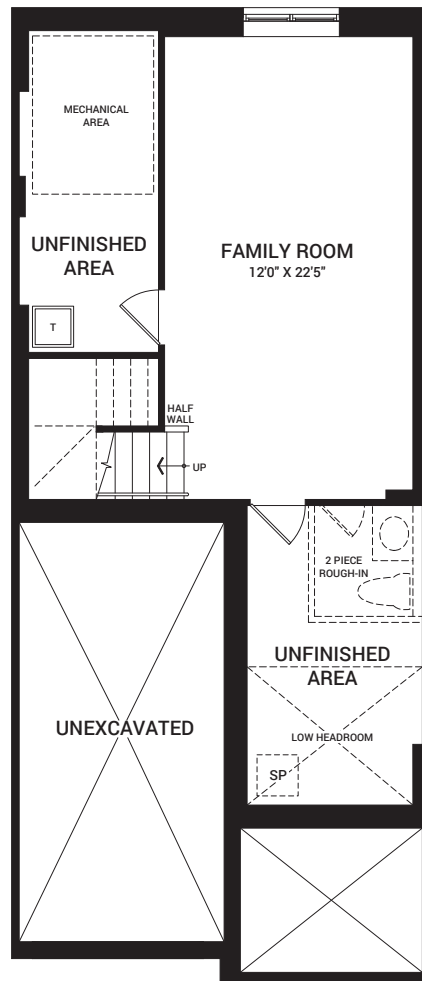 MECHANICAL
AREA
UNFINISHED
AREA
FAMILY ROOM
12'0" X 22'5"
T
HALF
WALL
UP
2 PIECE
ROUGH-IN
UNFINISHED
AREA
UNEXCAVATED
LOW HEADROOM
SP